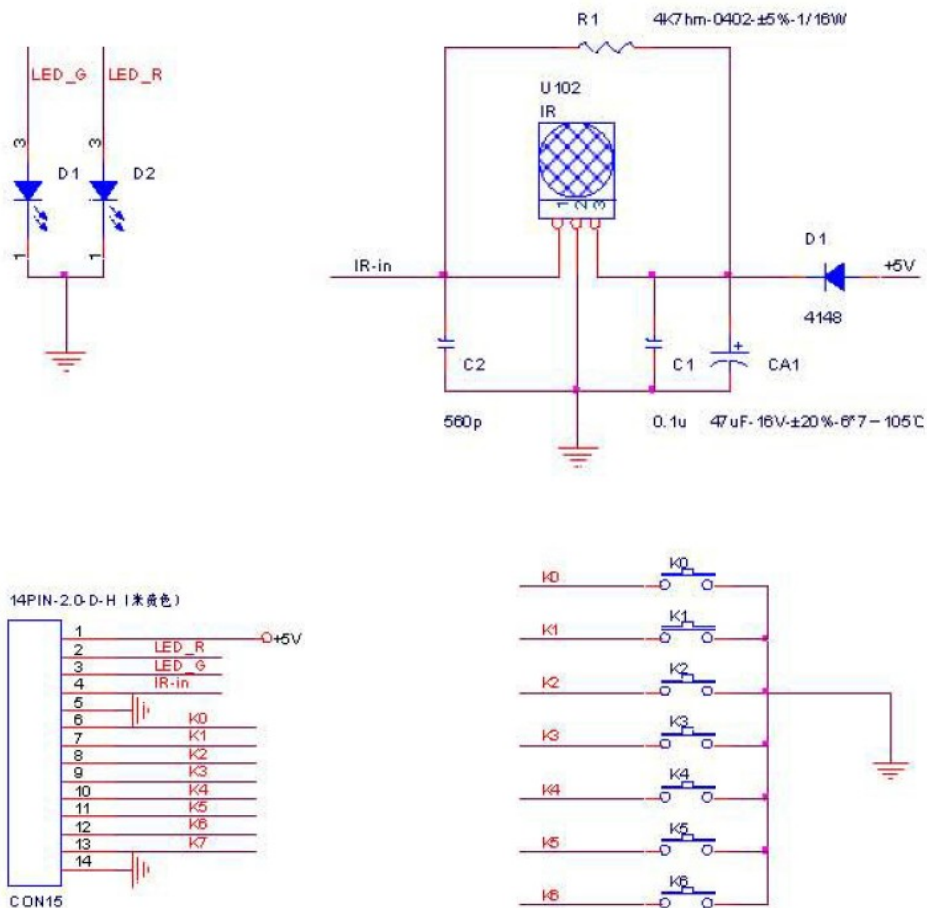 R1 4K7hm-0402-±5%-1/16W
LED_G LED_R
U102
IR
3 D1 3 D2
1 2 3
1 1
IR-in
D1
+5V
4148
C2 C1 + CA1
560p 0.1u 47uF-16V-±20%-6*7-105℃
14PIN-2.0-D-H (米黄色)
1 +5V
2 LED_R
3 LED_G
4 IR-in
5
6 K0
7 K1
8 K2
9 K3
10 K4
11 K5
12 K6
13 K7
14
CON15
K0 K0
K1 K1
K2 K2
K3 K3
K4 K4
K5 K5
K6 K6